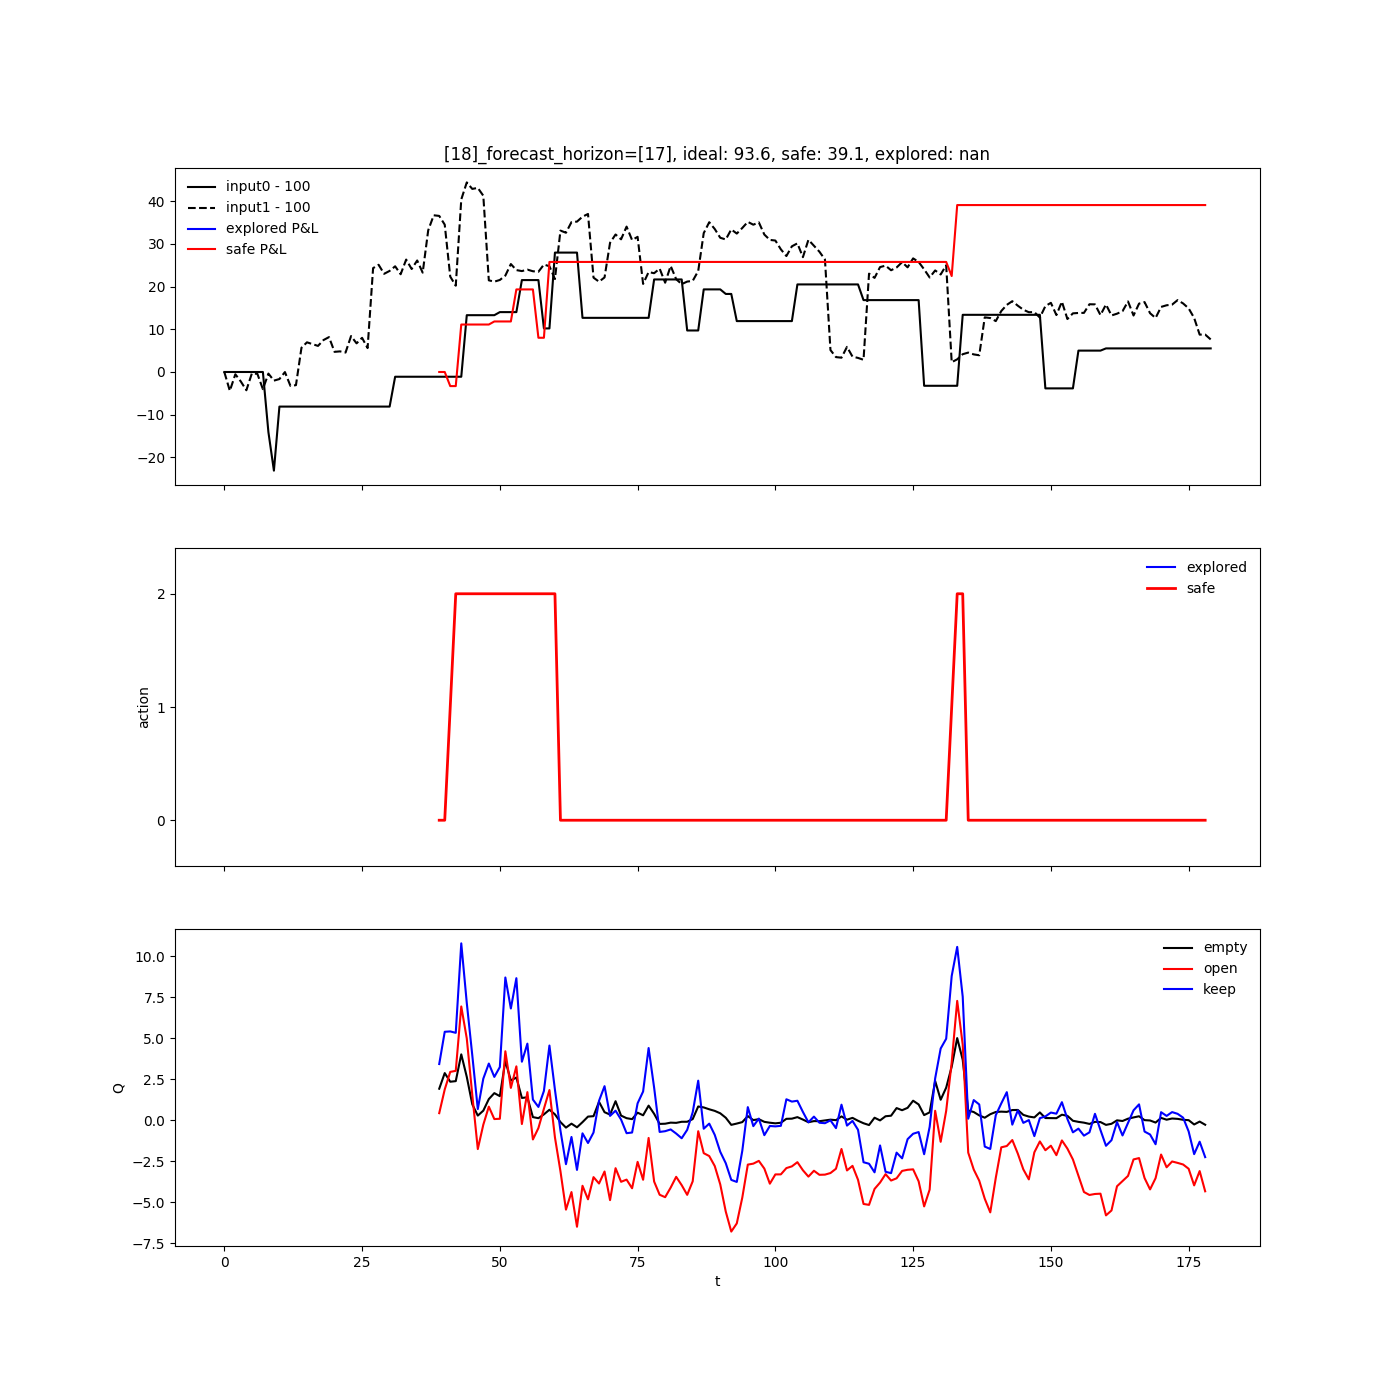 [18]_forecast_horizon=[17], ideal: 93.6, safe: 39.1, explored: nan
input0 - 100
input1 - 100
explored P&L
safe P&L
40
30
20
10
0
−10
−20
explored
safe
2
1
0
action
empty
open
keep
10.0
7.5
5.0
2.5
0.0
−2.5
−5.0
−7.5
Q
0 25 50 75 100 125 150 175
t